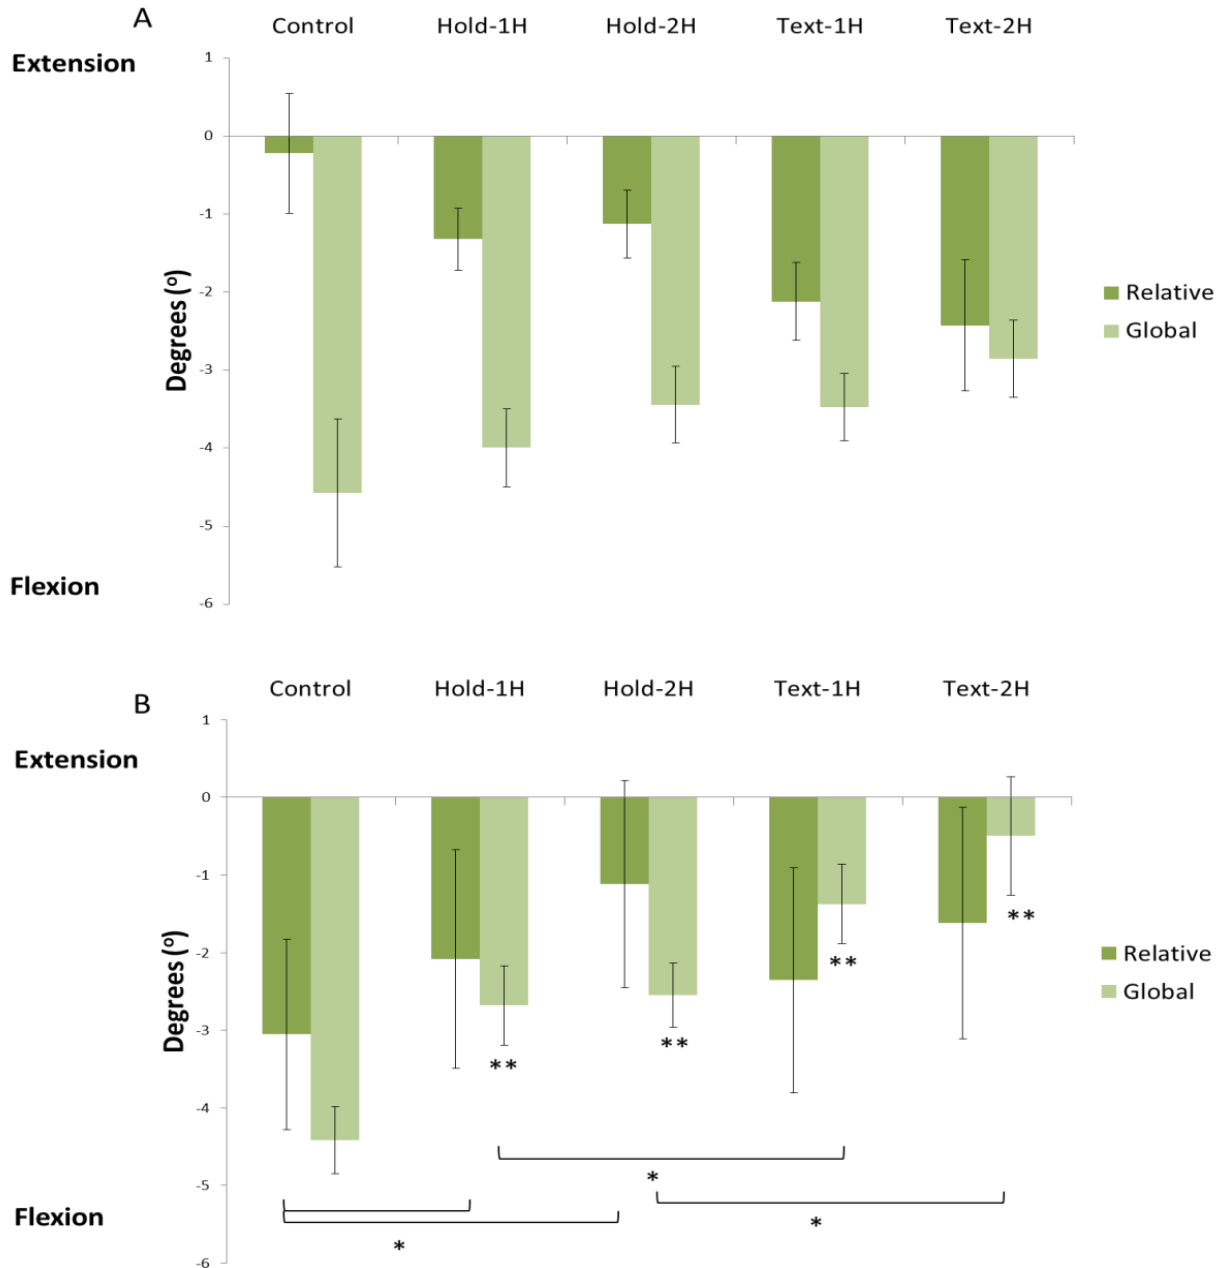 A
Control Hold-1H Hold-2H Text-1H Text-2H
Extension
1
0
-1
-2
-3
-4
-5
-6
Degrees (º)
Relative
Global
Flexion
B
Control Hold-1H Hold-2H Text-1H Text-2H
Extension
1
0
-1
-2
-3
-4
-5
-6
Degrees (º)
Relative
Global
**
**
**
**
*
*
*
Flexion